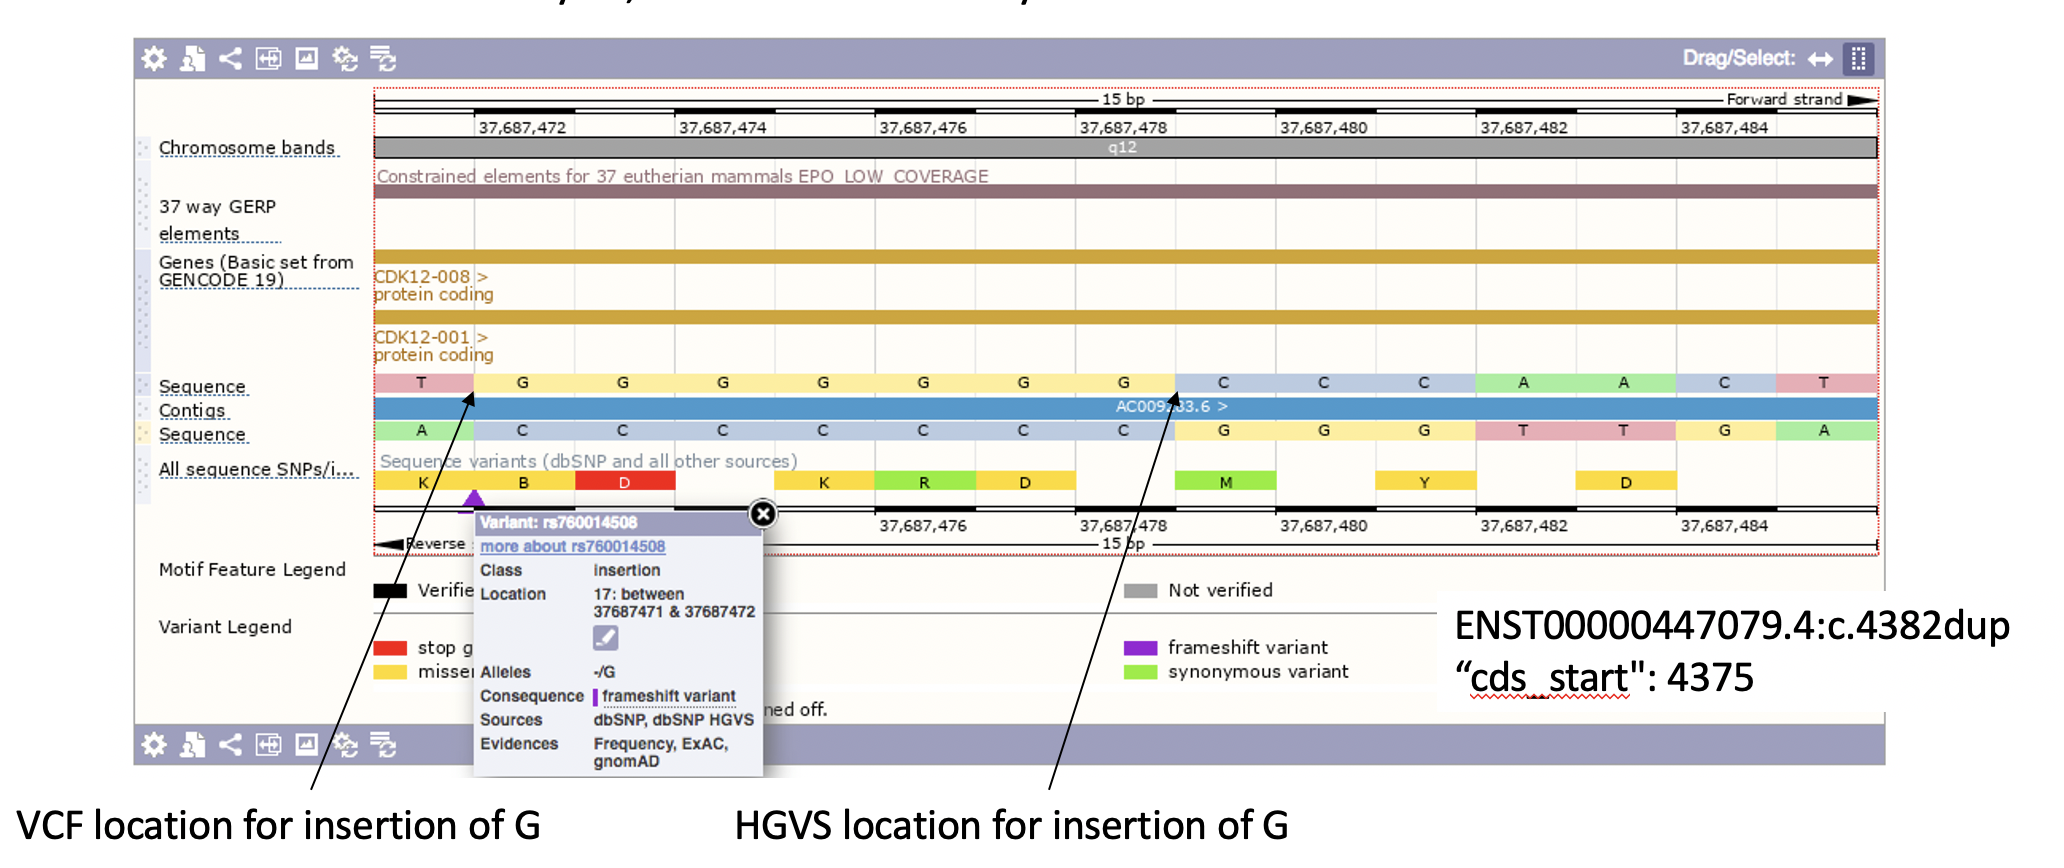 Drag/Select:
15 bp
Forward strand
37,687,472 37,687,474 37,687,476 37,687,478 37,687,480 37,687,482 37,687,484
Chromosome bands
q12
Constrained elements for 37 eutherian mammals EPO LOW COVERAGE
37 way GERP
elements
Genes (Basic set from
GENCODE 19)
CDK12-008 >
protein coding
CDK12-001 >
protein coding
Sequence T G G G G G G G C C C A A C T
Contigs
Sequence A C C C C C C C G G G T T G A
All sequence SNPs/i...
Sequence variants (dbSNP and all other sources)
K B D K R D M Y D
37,687,476 37,687,478 37,687,480 37,687,482 37,687,484
Reverse
15 bp
Variant: rs760014508
more about rs760014508
Class insertion
Location 17: between
37687471 & 37687472
Alleles -/G
Consequence frameshift variant
Sources dbSNP, dbSNP HGVS
Evidences Frequency, ExAC,
gnomAD
Motif Feature Legend
Not verified
Variant Legend
frameshift variant
synonymous variant
ned off.
ENST00000447079.4:c.4382dup
“cds_start": 4375
VCF location for insertion of G
HGVS location for insertion of G